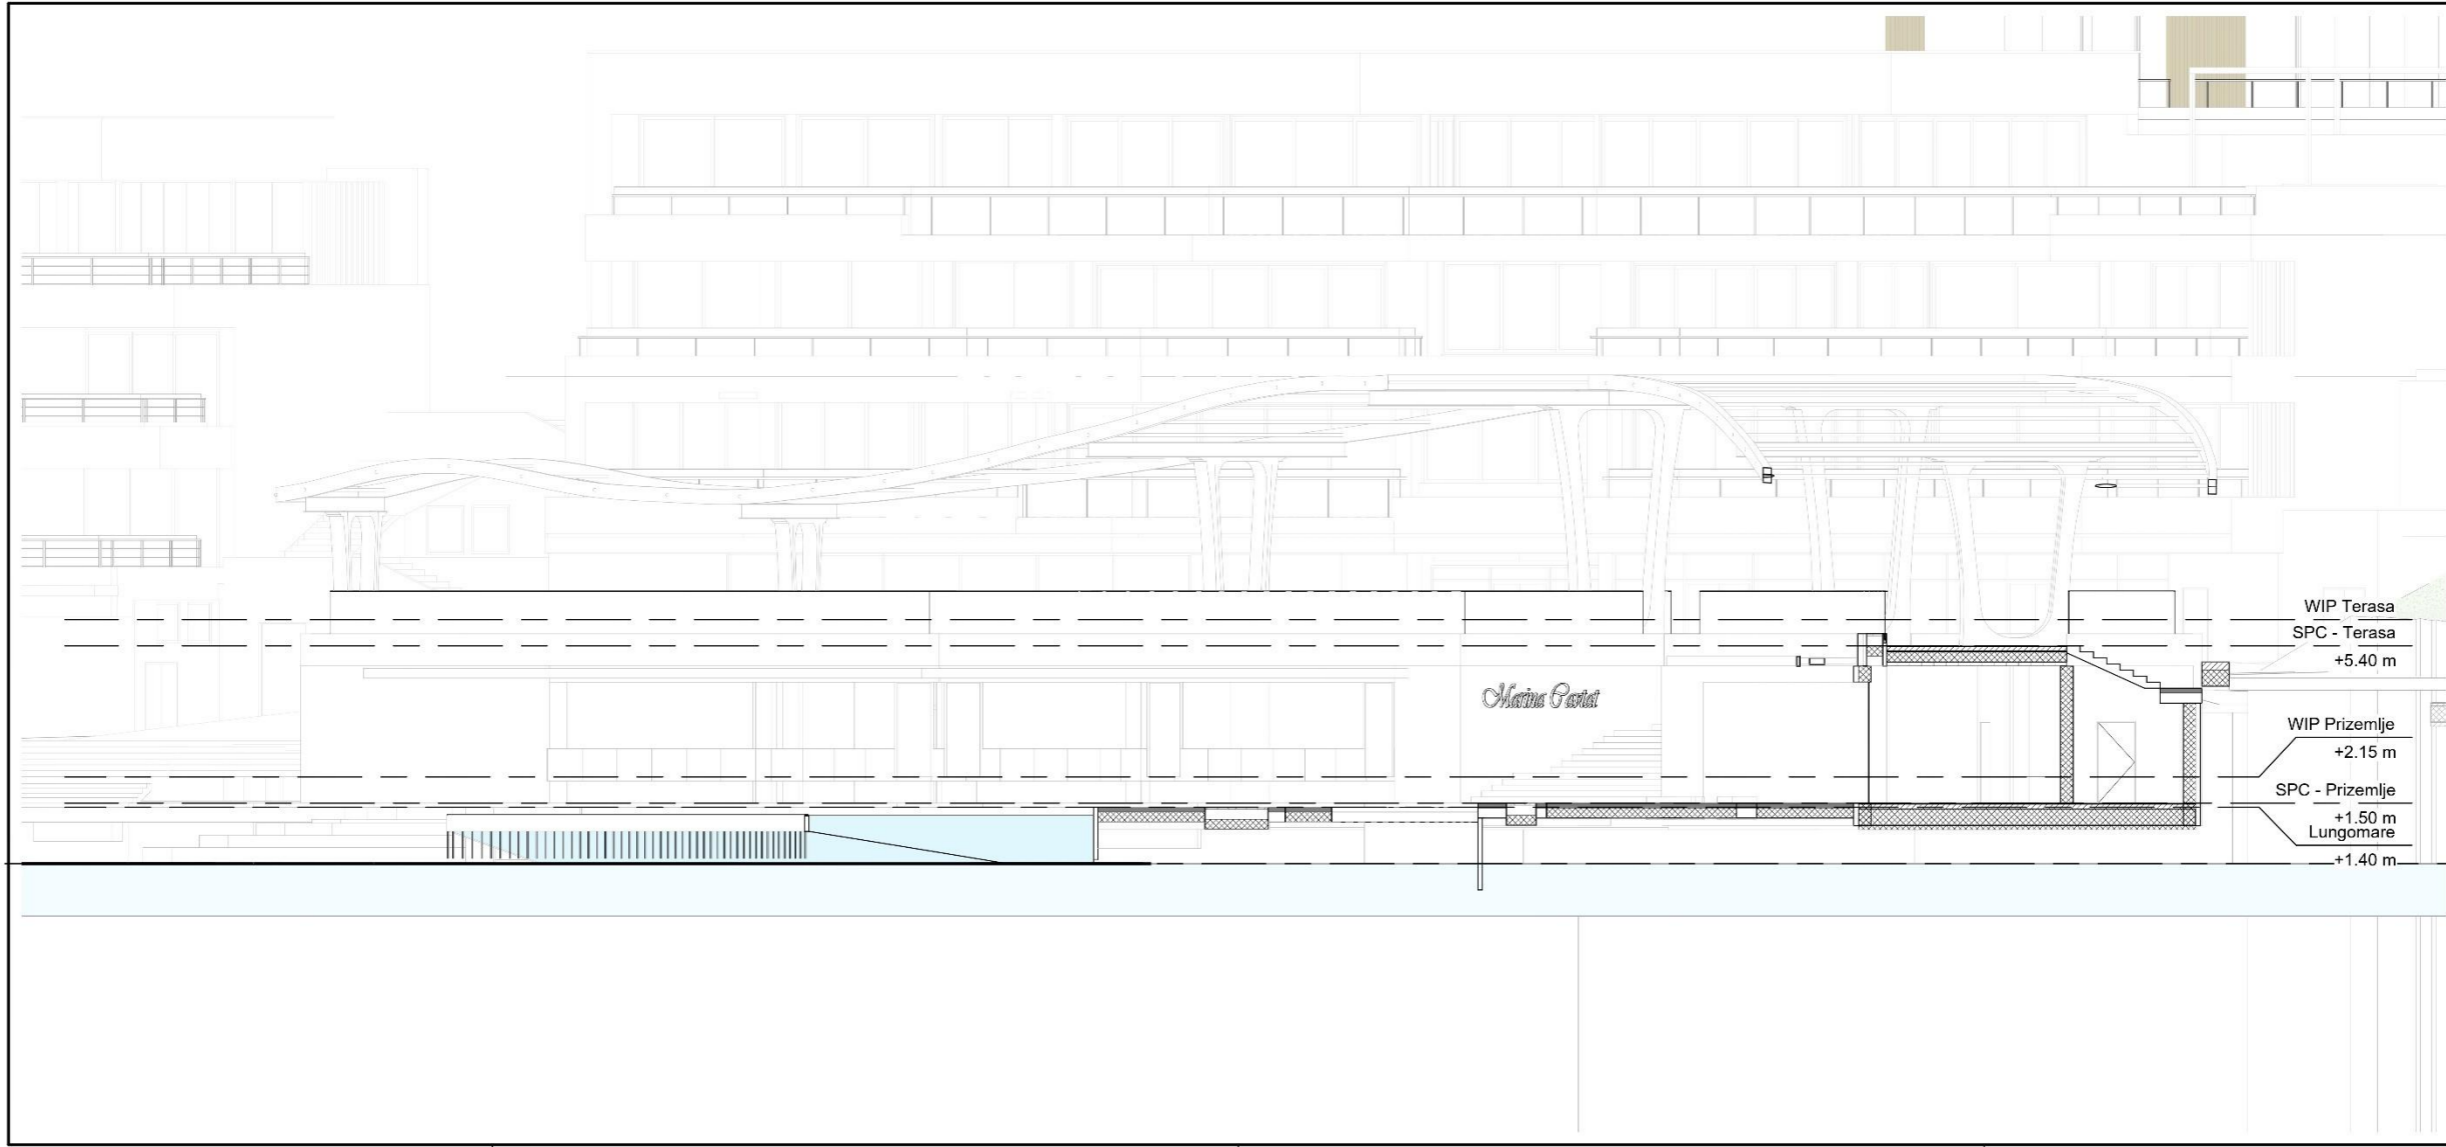 WIP Terasa
SPC - Terasa
+5.40 m
Marina Cavtat
WIP Prizemlje
+2.15 m
SPC - Prizemlje
+1.50 m
Lungomare
+1.40 m